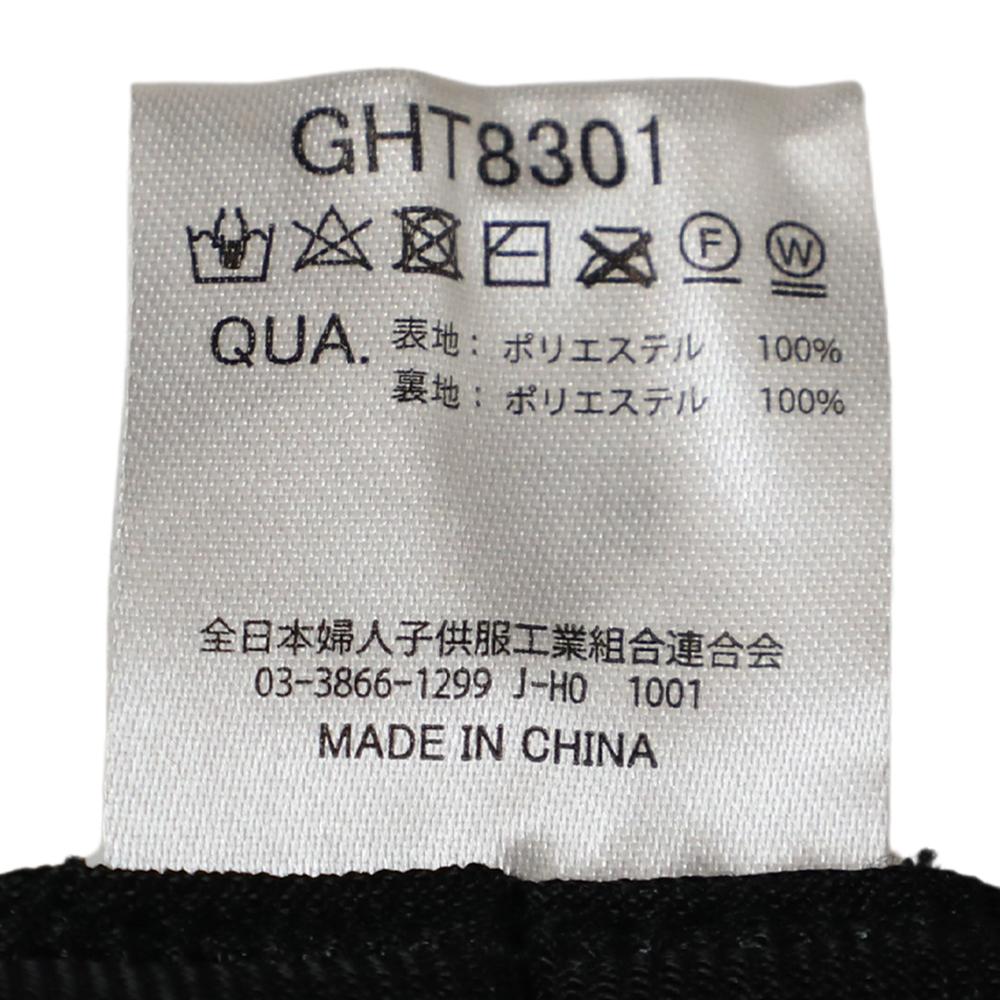 GHT8301
F W
QUA. 表地： ポリエステル 100%
裏地： ポリエステル 100%
全日本婦人子供服工業組合連合会
03-3866-1299 J-H0 1001
MADE IN CHINA